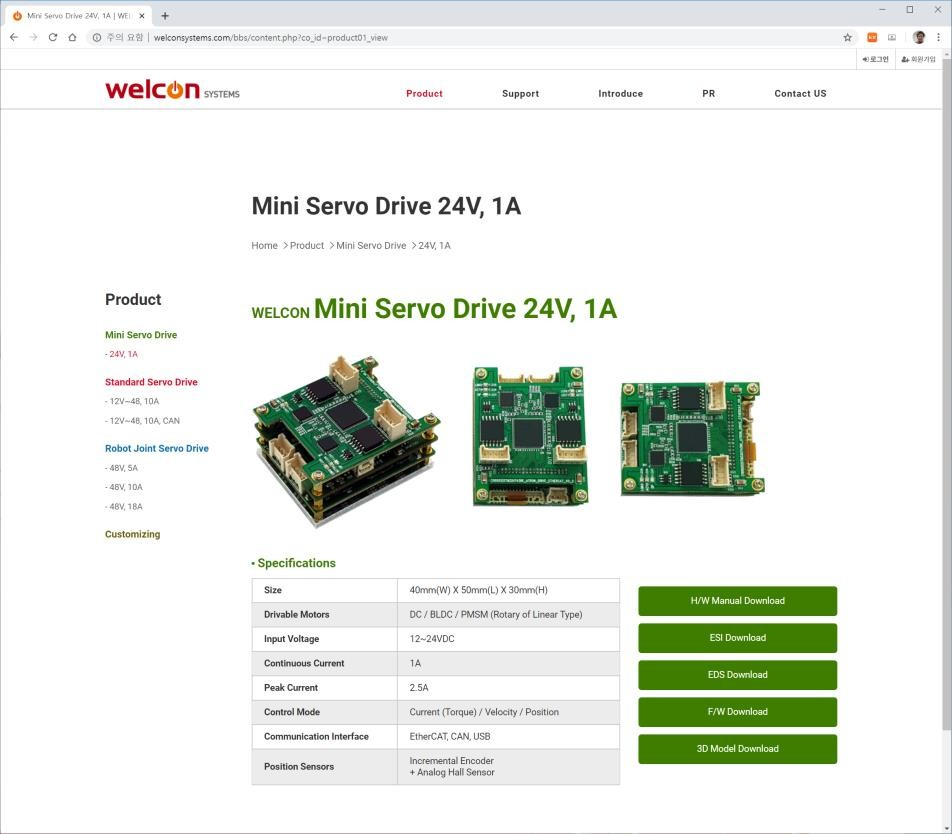 Mini Servo Drive 24V, 1A | WEL
주의 요함 | welconsystems.com/bbs/content.php?co_id=product01_view
로그인 회원가입
welcon SYSTEMS
Product Support Introduce PR Contact US
Mini Servo Drive 24V, 1A
Home > Product > Mini Servo Drive > 24V, 1A
Product
Mini Servo Drive
- 24V, 1A
Standard Servo Drive
- 12V~48, 10A
- 12V~48, 10A, CAN
Robot Joint Servo Drive
- 48V, 5A
- 48V, 10A
- 48V, 18A
Customizing
WELCON Mini Servo Drive 24V, 1A
• Specifications
Size 40mm(W) X 50mm(L) X 30mm(H)
Drivable Motors DC / BLDC / PMSM (Rotary of Linear Type)
Input Voltage 12~24VDC
Continuous Current 1A
Peak Current 2.5A
Control Mode Current (Torque) / Velocity / Position
Communication Interface EtherCAT, CAN, USB
Position Sensors Incremental Encoder
+ Analog Hall Sensor
H/W Manual Download
ESI Download
EDS Download
F/W Download
3D Model Download